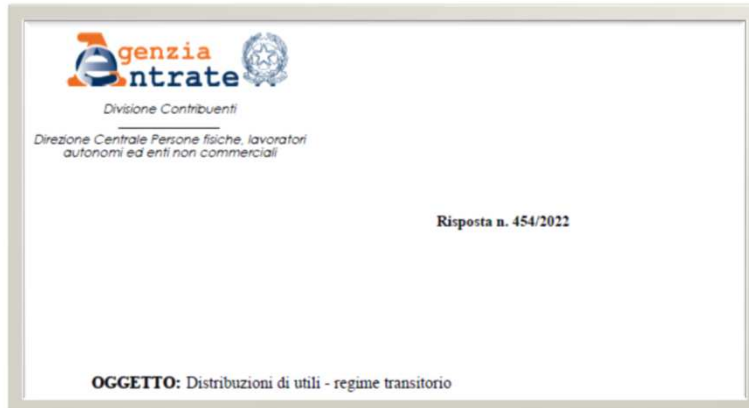 Agenzia
Entrate
Divisione Contribuenti
Direzione Centrale Persone fisiche, lavoratori
autonomi ed enti non commerciali
Risposta n. 454/2022
OGGETTO: Distribuzioni di utili - regime transitorio